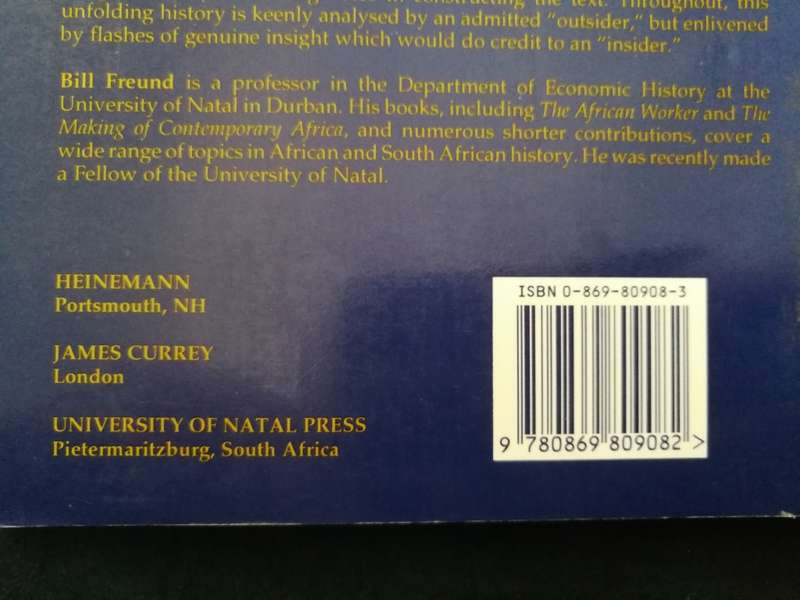 constructing the text. Throughout, this
unfolding history is keenly analysed by an admitted “outsider,” but enlivened
by flashes of genuine insight which would do credit to an “insider.”
Bill Freund is a professor in the Department of Economic History at the
University of Natal in Durban. His books, including The African Worker and The
Making of Contemporary Africa, and numerous shorter contributions, cover a
wide range of topics in African and South African history. He was recently made
a Fellow of the University of Natal.
HEINEMANN
Portsmouth, NH
JAMES CURREY
London
UNIVERSITY OF NATAL PRESS
Pietermaritzburg, South Africa
ISBN 0-869-80908-3
9 780869 809082 >